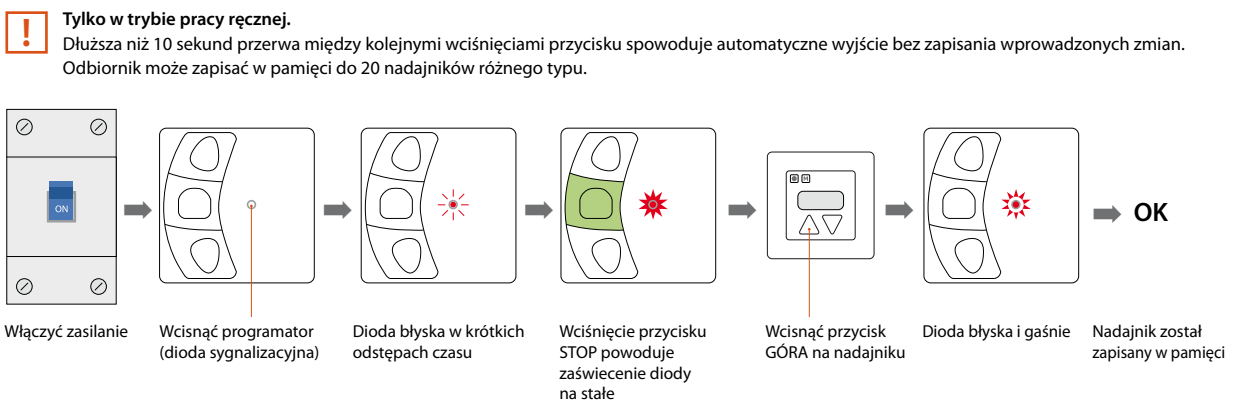 !
Tylko w trybie pracy ręcznej.
Dłuższa niż 10 sekund przerwa między kolejnymi wciśnięciami przycisku spowoduje automatyczne wyjście bez zapisania wprowadzonych zmian.
Odbiornik może zapisać w pamięci do 20 nadajników różnego typu.
ON
H
OK
Włączyć zasilanie
Wcisnąć programator
(dioda sygnalizacyjna)
Dioda błyska w krótkich
odstępach czasu
Wciśnięcie przycisku
STOP powoduje
zaświecenie diody
na stałe
Wcisnąć przycisk
GÓRA na nadajniku
Dioda błyska i gaśnie
Nadajnik został
zapisany w pamięci